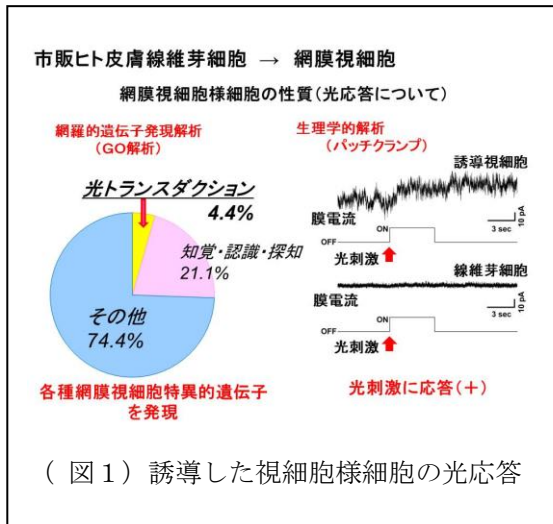 市販ヒト皮膚線維芽細胞 → 網膜視細胞
網膜視細胞様細胞の性質(光応答について)
網羅的遺伝子発現解析
(GO解析)
光トランスダクション
4.4%
知覚・認識・探知
21.1%
その他
74.4%
各種網膜視細胞特異的遺伝子
を発現
生理学的解析
(パッチクランプ)
誘導視細胞
膜電流
3 sec
10 pA
ON
OFF
光刺激
線維芽細胞
膜電流
3 sec
10 pA
ON
OFF
光刺激
光刺激に応答(+)
( 図1) 誘導した視細胞様細胞の光応答